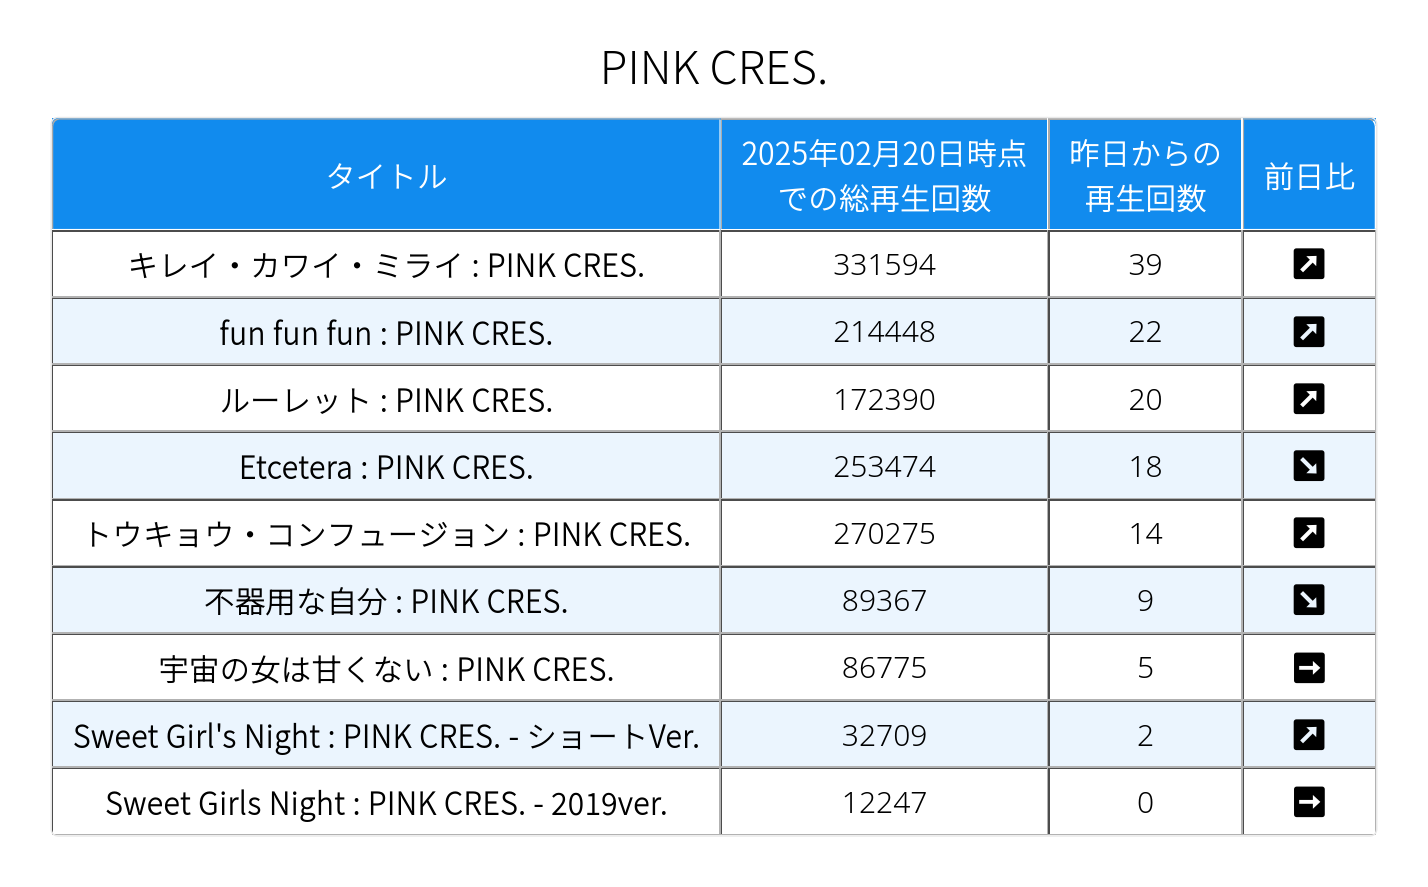 PINK CRES.
タイトル
2025年02月20日時点
での総再生回数
昨日からの
再生回数
前日比
キレイ・カワイ・ミライ : PINK CRES. 331594 39 ↗
fun fun fun : PINK CRES. 214448 22 ↗
ルーレット : PINK CRES. 172390 20 ↗
Etcetera : PINK CRES. 253474 18 ↘
トウキョウ・コンフュージョン : PINK CRES. 270275 14 ↗
不器用な自分 : PINK CRES. 89367 9 ↘
宇宙の女は甘くない : PINK CRES. 86775 5 →
Sweet Girl's Night : PINK CRES. - ショートVer. 32709 2 ↗
Sweet Girls Night : PINK CRES. - 2019ver. 12247 0 →